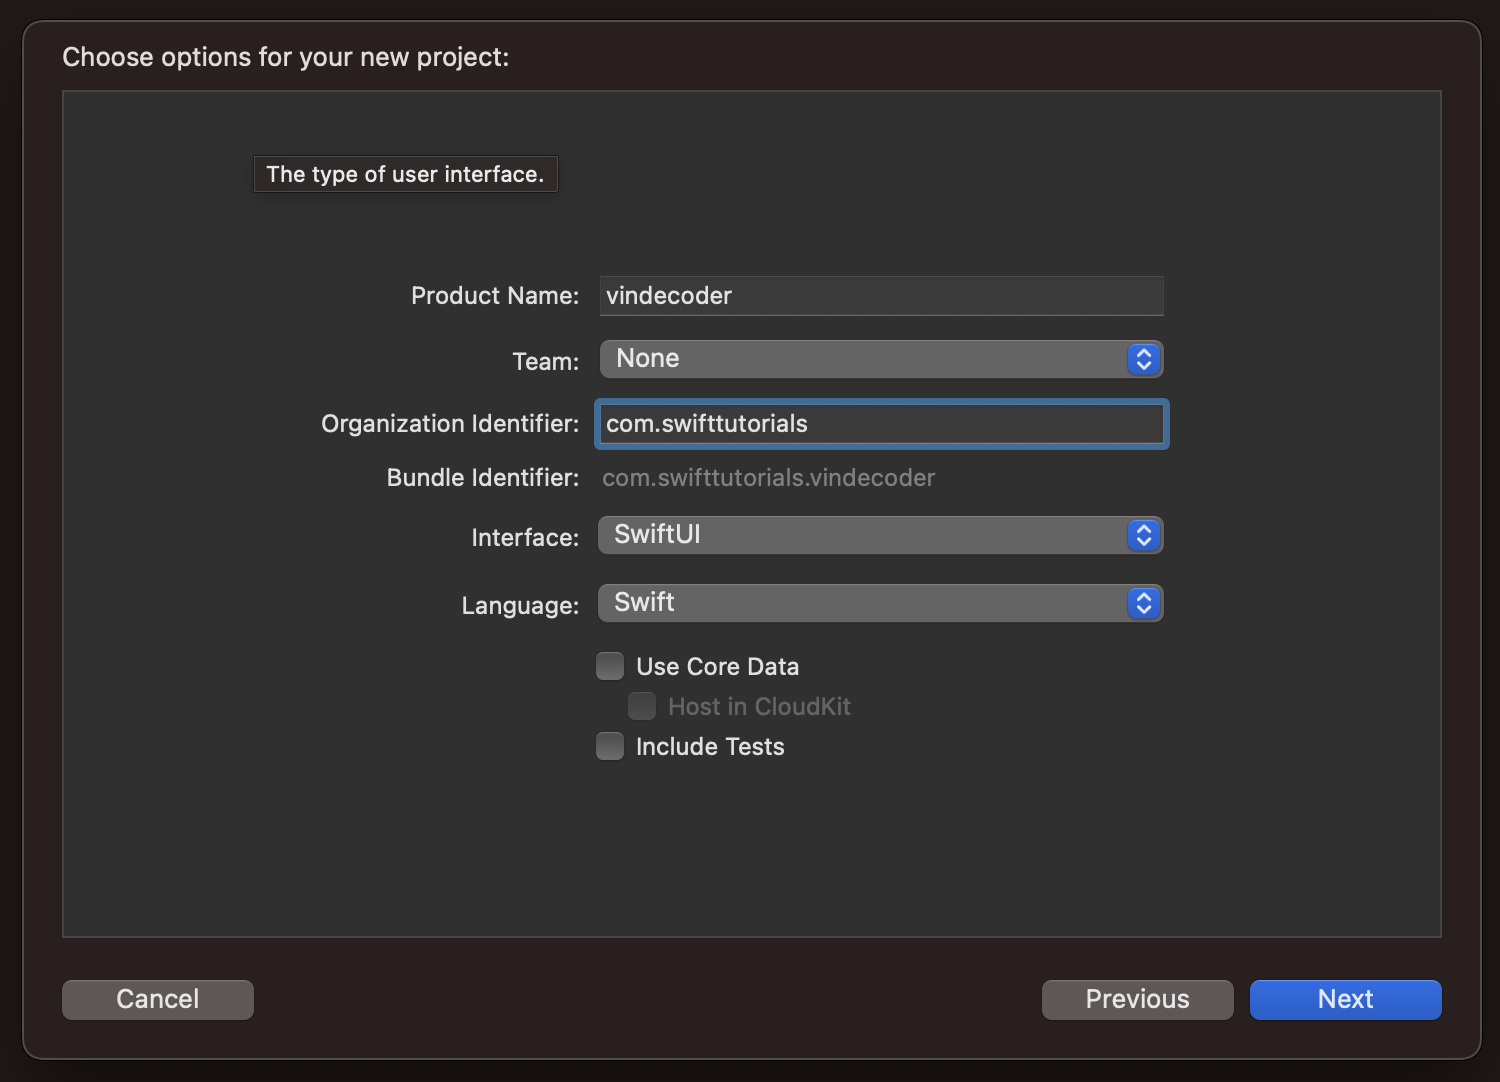 Choose options for your new project:
The type of user interface.
Product Name: vindecoder
Team: None
Organization Identifier: com.swifttutorials
Bundle Identifier: com.swifttutorials.vindecoder
Interface: SwiftUI
Language: Swift
Use Core Data
Host in CloudKit
Include Tests
Cancel Previous Next